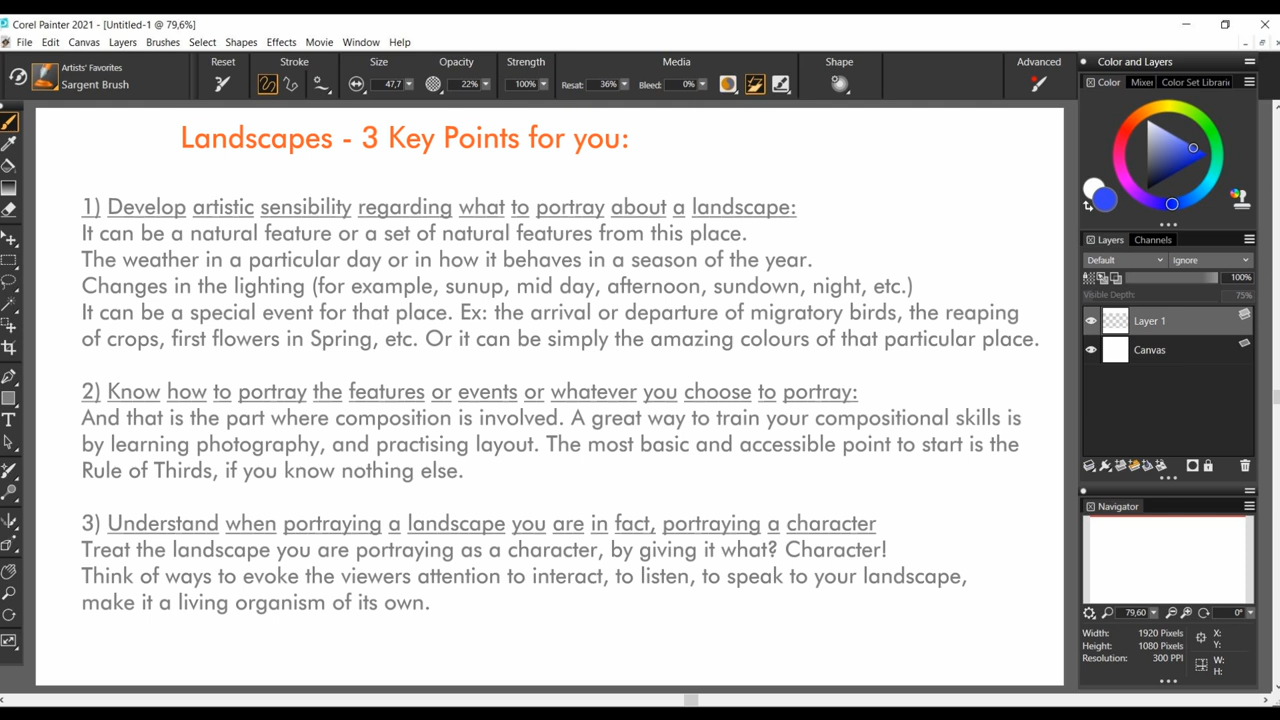 Corel Painter 2021 - [Untitled-1 @ 79,6%]
File Edit Canvas Layers Brushes Select Shapes Effects Movie Window Help
Artists' Favorites
Sargent Brush
Reset Stroke Size Opacity Strength Media Shape Advanced
47,7 22% 100% Resat: 36% Bleed: 0%
Color and Layers
Color Mixe Color Set Librarie
Landscapes - 3 Key Points for you:
1) Develop artistic sensibility regarding what to portray about a landscape:
It can be a natural feature or a set of natural features from this place.
The weather in a particular day or in how it behaves in a season of the year.
Changes in the lighting (for example, sunup, mid day, afternoon, sundown, night, etc.)
It can be a special event for that place. Ex: the arrival or departure of migratory birds, the reaping
of crops, first flowers in Spring, etc. Or it can be simply the amazing colours of that particular place.
2) Know how to portray the features or events or whatever you choose to portray:
And that is the part where composition is involved. A great way to train your compositional skills is
by learning photography, and practising layout. The most basic and accessible point to start is the
Rule of Thirds, if you know nothing else.
3) Understand when portraying a landscape you are in fact, portraying a character
Treat the landscape you are portraying as a character, by giving it what? Character!
Think of ways to evoke the viewers attention to interact, to listen, to speak to your landscape,
make it a living organism of its own.
Layers Channels
Default Ignore
100%
Visible Depth: 75%
Layer 1
Canvas
Navigator
79,60 0°
Width: 1920 Pixels X:
Height: 1080 Pixels Y:
Resolution: 300 PPI W:
H: